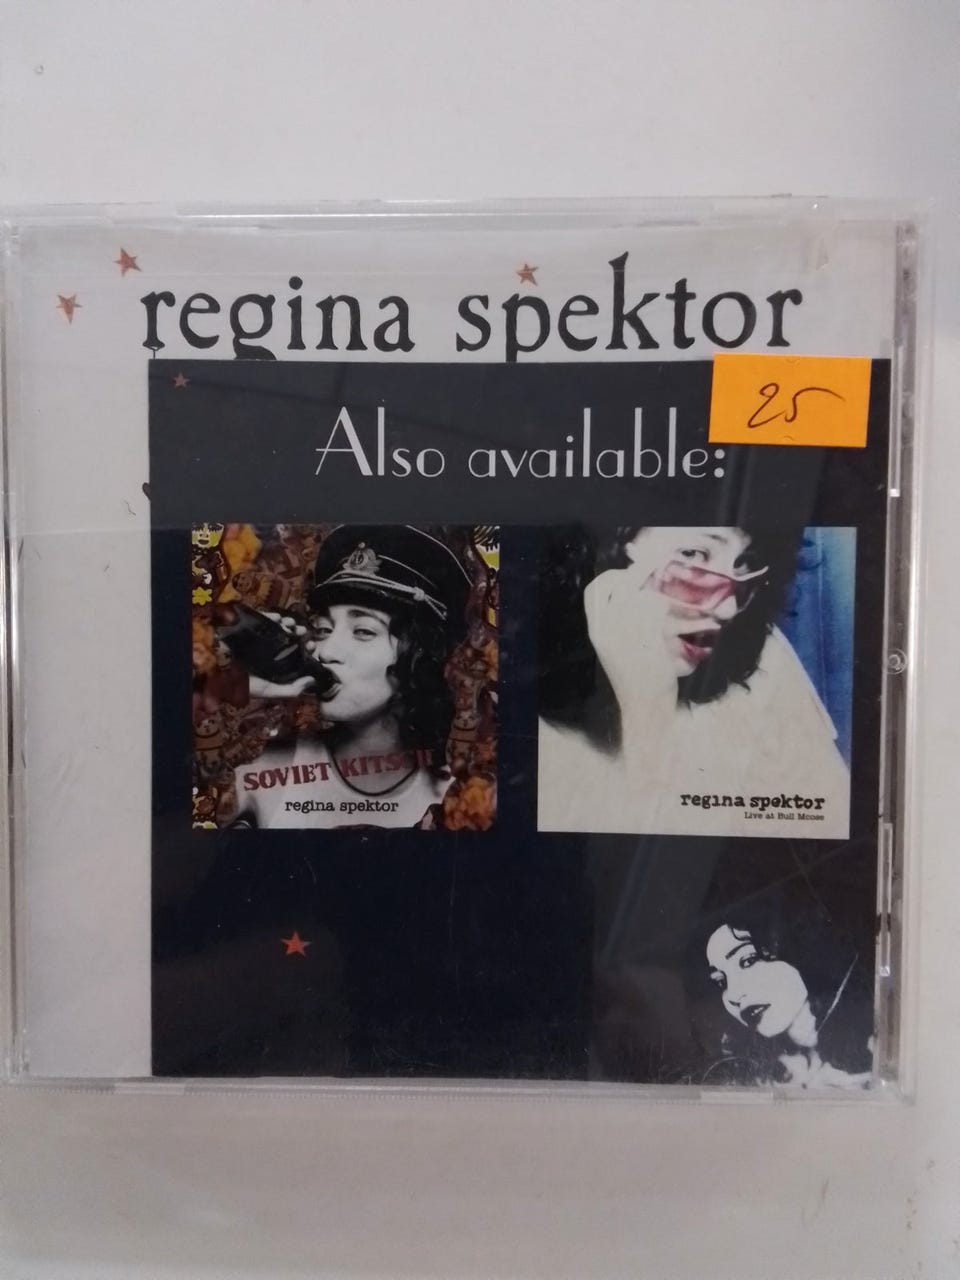 regina spektor
25
Also available:
SOVIET KITSCH
regina spektor
regina spektor
Live at Bull Moose